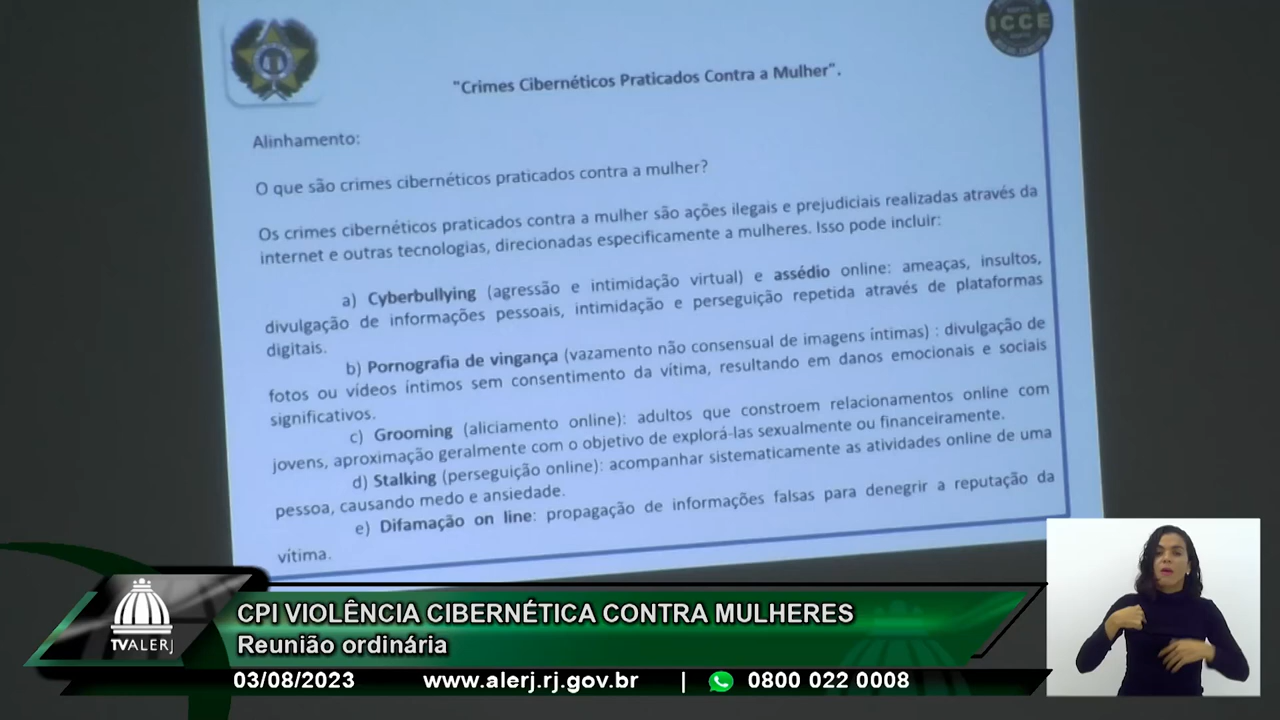 ICCE
"Crimes Cibernéticos Praticados Contra a Mulher".
Alinhamento:
O que são crimes cibernéticos praticados contra a mulher?
Os crimes cibernéticos praticados contra a mulher são ações ilegais e prejudiciais realizadas através da
internet e outras tecnologias, direcionadas especificamente a mulheres. Isso pode incluir:
a) Cyberbullying (agressão e intimidação virtual) e assédio online: ameaças, insultos,
divulgação de informações pessoais, intimidação e perseguição repetida através de plataformas
digitais.
b) Pornografia de vingança (vazamento não consensual de imagens íntimas) : divulgação de
fotos ou vídeos íntimos sem consentimento da vítima, resultando em danos emocionais e sociais
significativos.
c) Grooming (aliciamento online): adultos que constroem relacionamentos online com
jovens, aproximação geralmente com o objetivo de explorá-las sexualmente ou financeiramente.
d) Stalking (perseguição online): acompanhar sistematicamente as atividades online de uma
pessoa, causando medo e ansiedade.
e) Difamação on line: propagação de informações falsas para denegrir a reputação da
vítima.
TVALERJ
CPI VIOLÊNCIA CIBERNÉTICA CONTRA MULHERES
Reunião ordinária
03/08/2023 www.alerj.rj.gov.br | 0800 022 0008